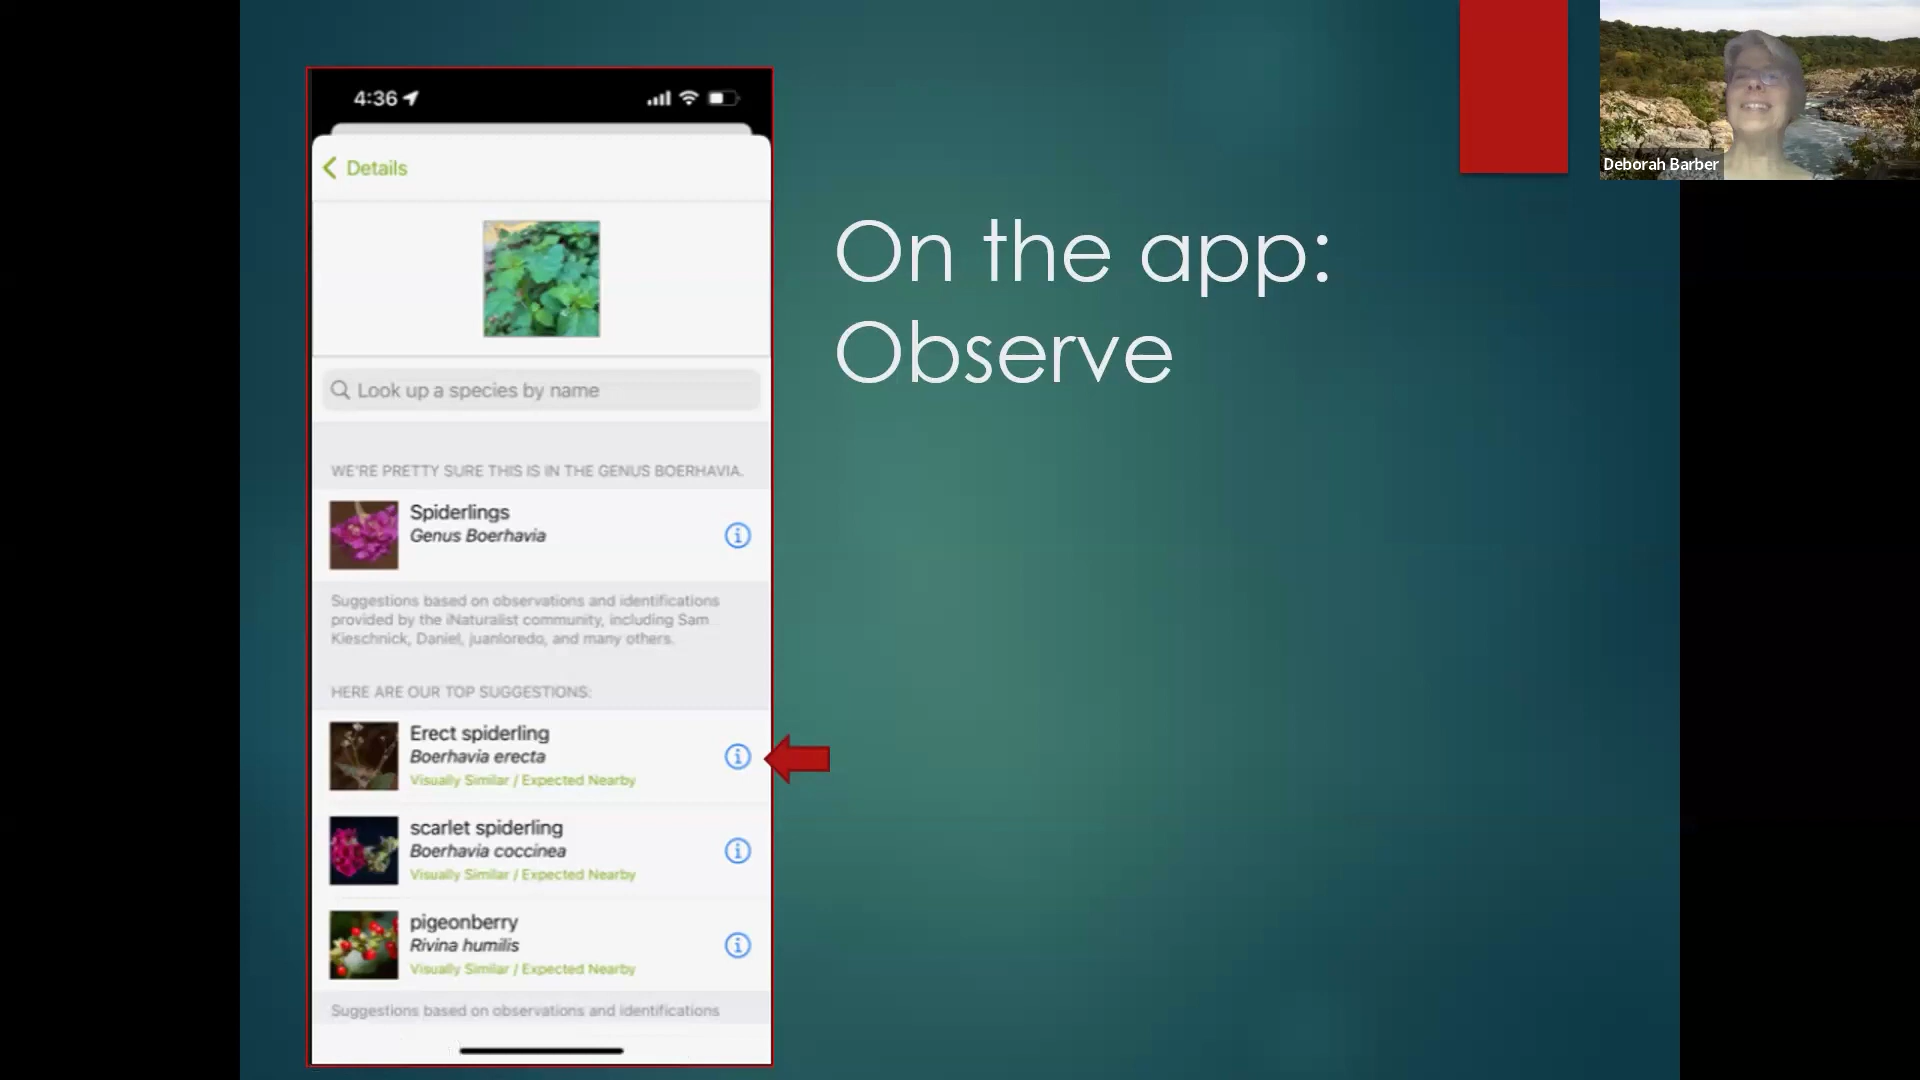 4:36
Details
Look up a species by name
WE'RE PRETTY SURE THIS IS IN THE GENUS BOERHAVIA.
Spiderlings
Genus Boerhavia
Suggestions based on observations and identifications
provided by the iNaturalist community, including Sam
Kieschnick, Daniel, juanloredo, and many others.
HERE ARE OUR TOP SUGGESTIONS:
Erect spiderling
Boerhavia erecta
Visually Similar / Expected Nearby
scarlet spiderling
Boerhavia coccinea
Visually Similar / Expected Nearby
pigeonberry
Rivina humilis
Visually Similar / Expected Nearby
Suggestions based on observations and identifications
On the app:
Observe
Deborah Barber